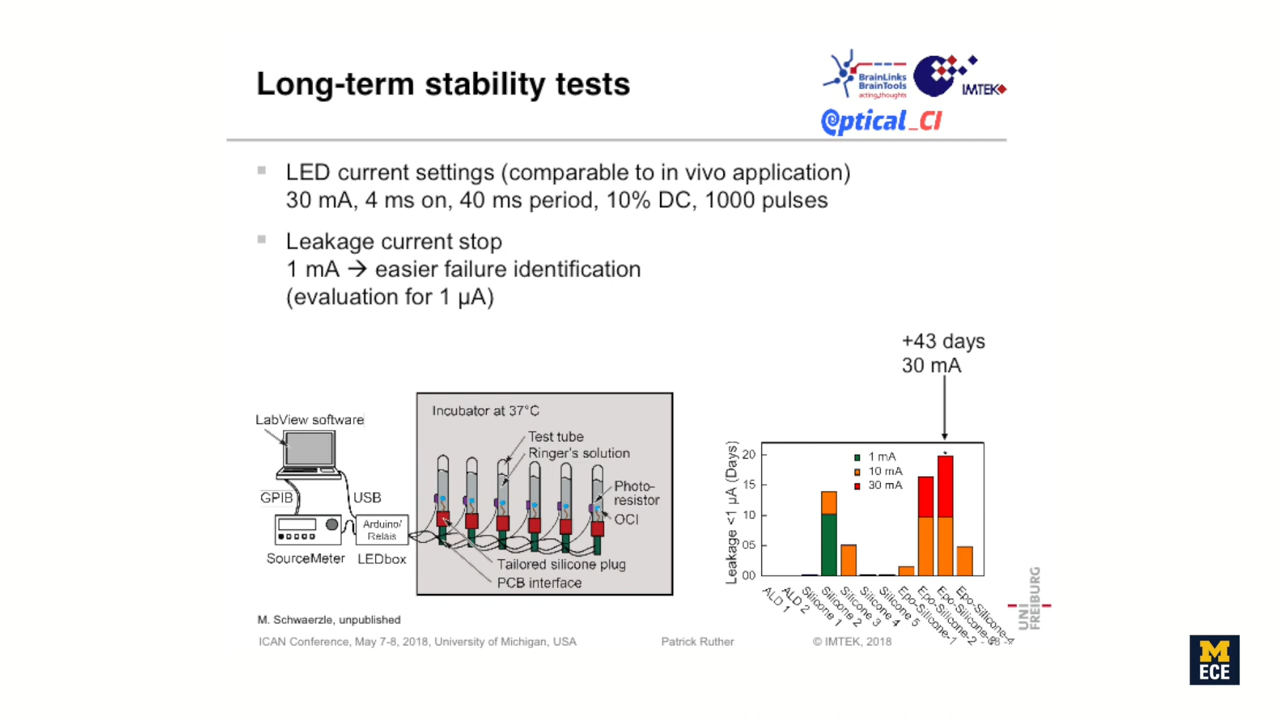 Long-term stability tests
BrainLinks
BrainTools
acting_thoughts
IMTEK
Optical_CI
LED current settings (comparable to in vivo application)
30 mA, 4 ms on, 40 ms period, 10% DC, 1000 pulses
Leakage current stop
1 mA → easier failure identification
(evaluation for 1 µA)
+43 days
30 mA
LabView software
GPIB
USB
SourceMeter
Arduino/
Relais
LEDbox
Incubator at 37°C
Test tube
Ringer's solution
Photo-
resistor
OCI
Tailored silicone plug
PCB interface
Leakage <1 µA (Days)
20
15
10
05
00
1 mA
10 mA
30 mA
*
ALD 1
ALD 2
Silicone 1
Silicone 2
Silicone 3
Silicone 4
Silicone 5
Epo-Silicone-1
Epo-Silicone-2
Epo-Silicone-3
Epo-Silicone-4
UNI
FREIBURG
M. Schwaerzle, unpublished
ICAN Conference, May 7-8, 2018, University of Michigan, USA
Patrick Ruther
© IMTEK, 2018
M
ECE